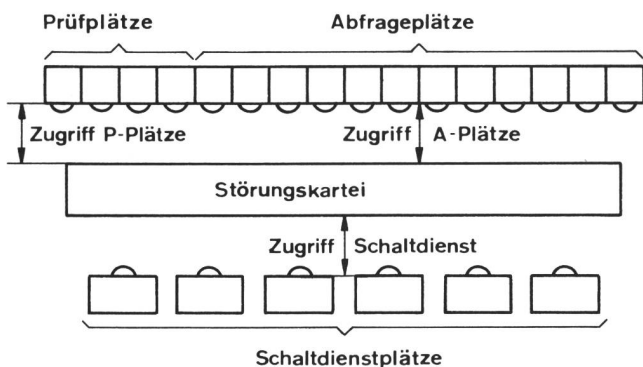 Prüfplätze Abfrageplätze
Zugriff P-Plätze Zugriff A-Plätze
Störungskartei
Zugriff Schaltdienst
Schaltdienstplätze